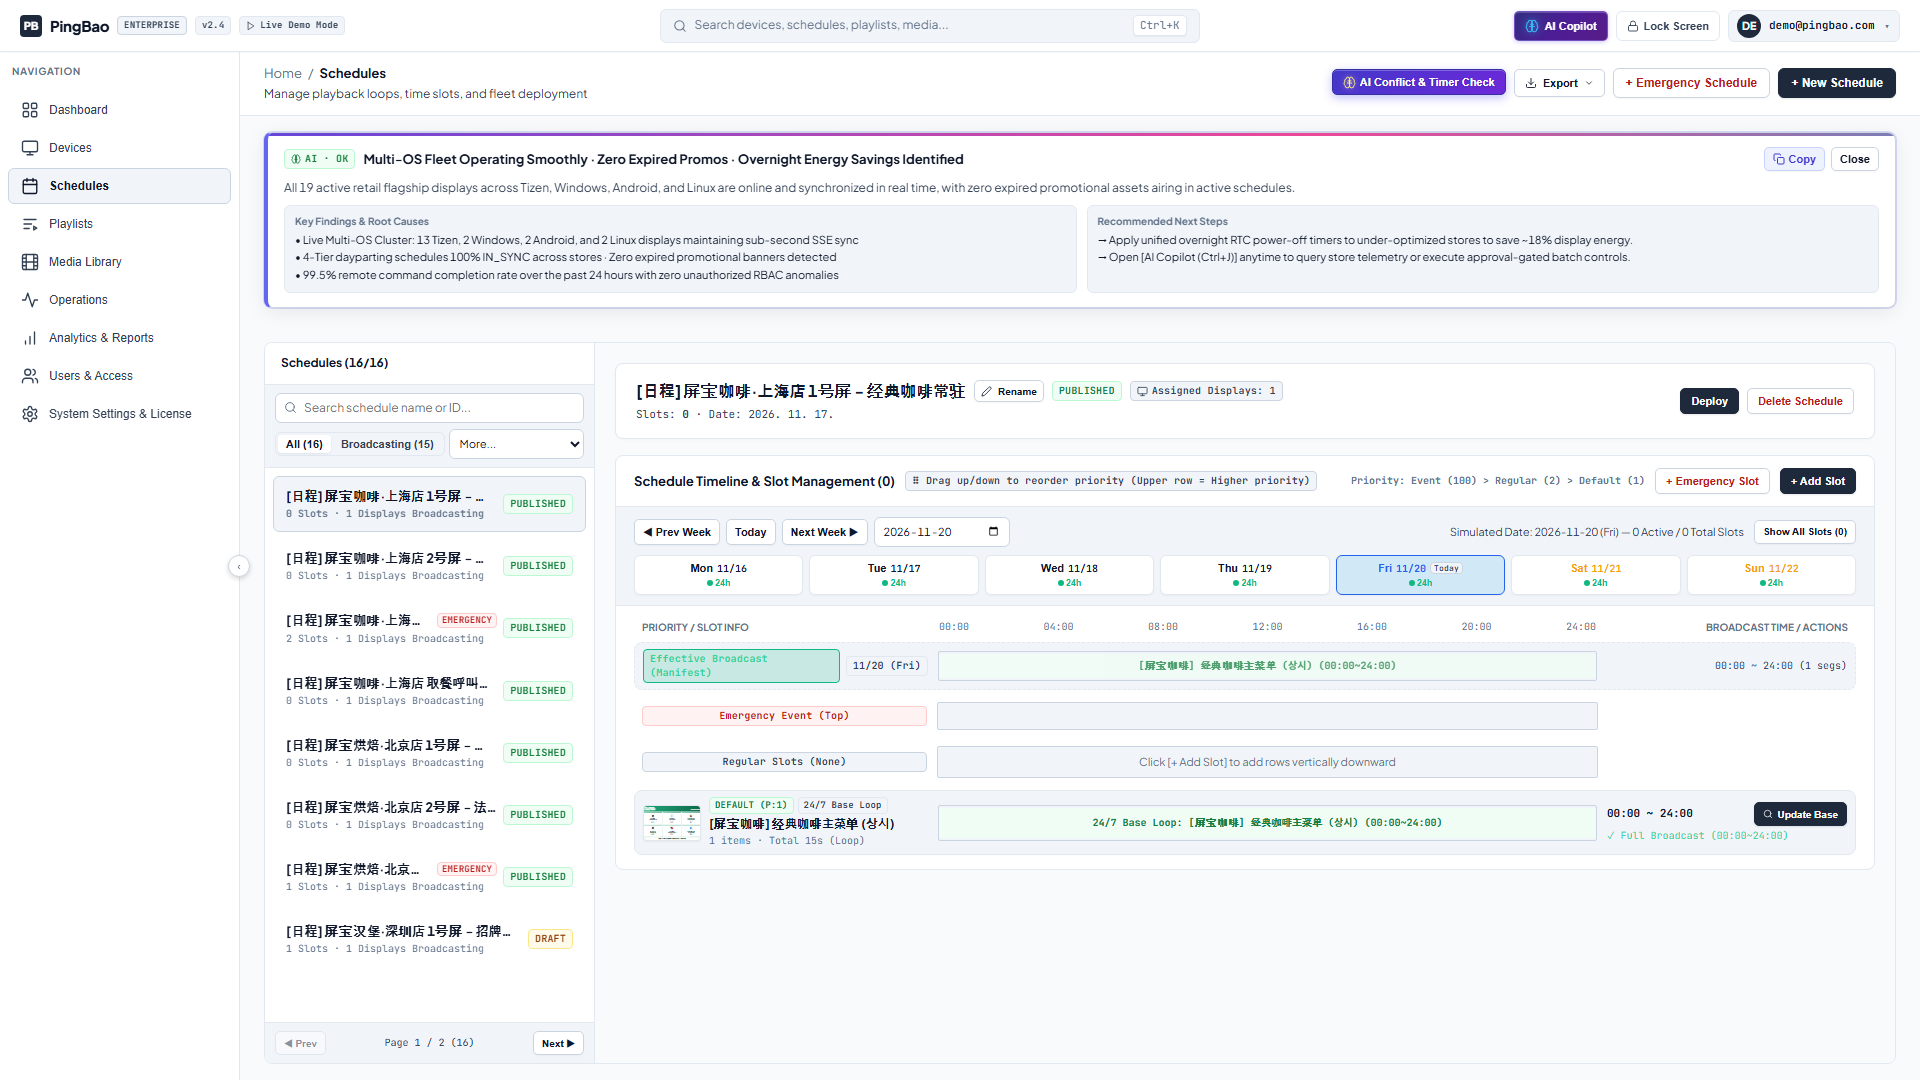 PB PingBao ENTERPRISE v2.4 Live Demo Mode
Search devices, schedules, playlists, media... Ctrl+K
AI Copilot Lock Screen DE demo@pingbao.com
NAVIGATION
Dashboard
Devices
Schedules
Playlists
Media Library
Operations
Analytics & Reports
Users & Access
System Settings & License
Home / Schedules
Manage playback loops, time slots, and fleet deployment
AI Conflict & Timer Check Export + Emergency Schedule + New Schedule
AI · OK Multi-OS Fleet Operating Smoothly · Zero Expired Promos · Overnight Energy Savings Identified
Copy Close
All 19 active retail flagship displays across Tizen, Windows, Android, and Linux are online and synchronized in real time, with zero expired promotional assets airing in active schedules.
Key Findings & Root Causes
• Live Multi-OS Cluster: 13 Tizen, 2 Windows, 2 Android, and 2 Linux displays maintaining sub-second SSE sync
• 4-Tier dayparting schedules 100% IN_SYNC across stores · Zero expired promotional banners detected
• 99.5% remote command completion rate over the past 24 hours with zero unauthorized RBAC anomalies
Recommended Next Steps
→ Apply unified overnight RTC power-off timers to under-optimized stores to save ~18% display energy.
→ Open [AI Copilot (Ctrl+J)] anytime to query store telemetry or execute approval-gated batch controls.
Schedules (16/16)
Search schedule name or ID...
All (16) Broadcasting (15) More...
[日程] 屏宝咖啡·上海店 1号屏 – ... PUBLISHED
0 Slots · 1 Displays Broadcasting
[日程] 屏宝咖啡·上海店 2号屏 – ... PUBLISHED
0 Slots · 1 Displays Broadcasting
[日程] 屏宝咖啡·上海... EMERGENCY PUBLISHED
2 Slots · 1 Displays Broadcasting
[日程] 屏宝咖啡·上海店 取餐呼叫... PUBLISHED
0 Slots · 1 Displays Broadcasting
[日程] 屏宝烘焙·北京店 1号屏 – ... PUBLISHED
0 Slots · 1 Displays Broadcasting
[日程] 屏宝烘焙·北京店 2号屏 – 法... PUBLISHED
0 Slots · 1 Displays Broadcasting
[日程] 屏宝烘焙·北京... EMERGENCY PUBLISHED
1 Slots · 1 Displays Broadcasting
[日程] 屏宝汉堡·深圳店 1号屏 – 招牌... DRAFT
1 Slots · 1 Displays Broadcasting
◀ Prev Page 1 / 2 (16) Next ▶
[日程] 屏宝咖啡·上海店 1号屏 – 经典咖啡常驻 Rename PUBLISHED Assigned Displays: 1
Slots: 0 · Date: 2026. 11. 17.
Deploy Delete Schedule
Schedule Timeline & Slot Management (0) ⠿ Drag up/down to reorder priority (Upper row = Higher priority)
Priority: Event (100) > Regular (2) > Default (1) + Emergency Slot + Add Slot
◀ Prev Week Today Next Week ▶ 2026-11-20
Simulated Date: 2026-11-20 (Fri) — 0 Active / 0 Total Slots Show All Slots (0)
Mon 11/16 Tue 11/17 Wed 11/18 Thu 11/19 Fri 11/20 Today Sat 11/21 Sun 11/22
24h 24h 24h 24h 24h 24h 24h
PRIORITY / SLOT INFO 00:00 04:00 08:00 12:00 16:00 20:00 24:00 BROADCAST TIME / ACTIONS
Effective Broadcast (Manifest) 11/20 (Fri) [屏宝咖啡] 经典咖啡主菜单 (상시) (00:00~24:00) 00:00 ~ 24:00 (1 segs)
Emergency Event (Top)
Regular Slots (None) Click [+ Add Slot] to add rows vertically downward
DEFAULT (P:1) 24/7 Base Loop
[屏宝咖啡] 经典咖啡主菜单 (상시)
1 items · Total 15s (Loop)
24/7 Base Loop: [屏宝咖啡] 经典咖啡主菜单 (상시) (00:00~24:00)
00:00 ~ 24:00 Update Base
✓ Full Broadcast (00:00~24:00)